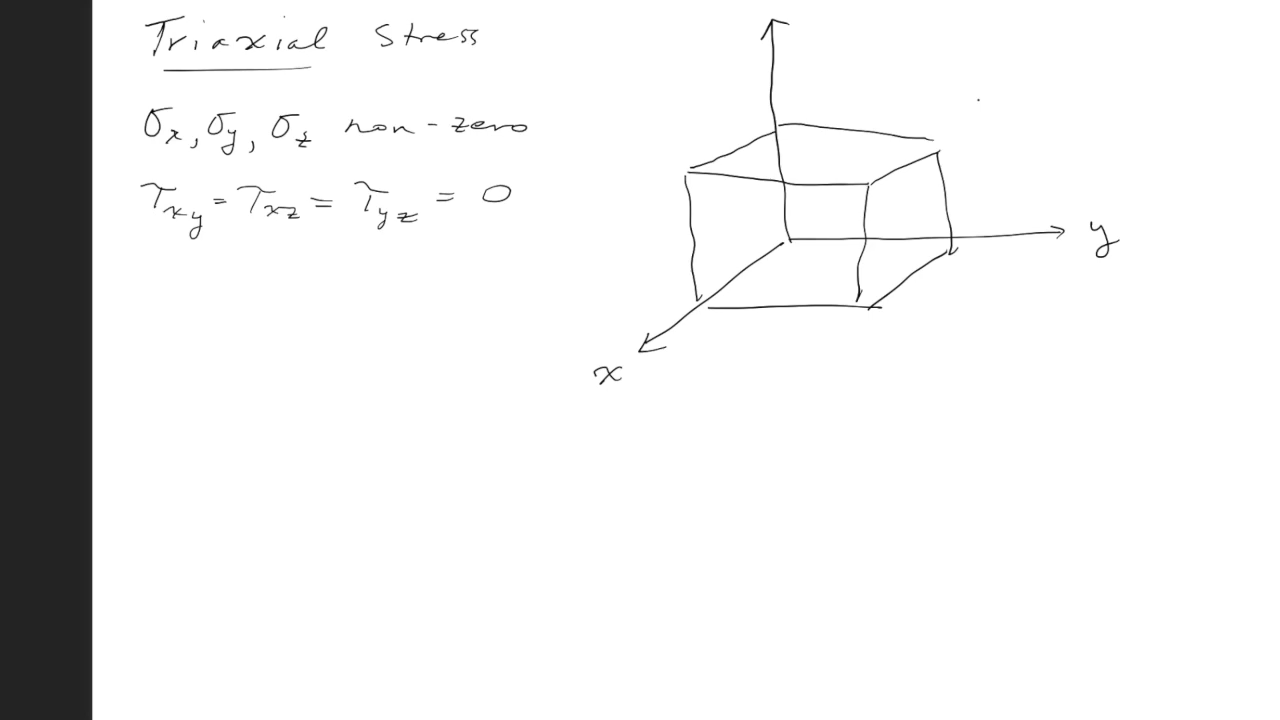 Triaxial Stress
σx, σy, σz non-zero
τxy = τxz = τyz = 0
y
x